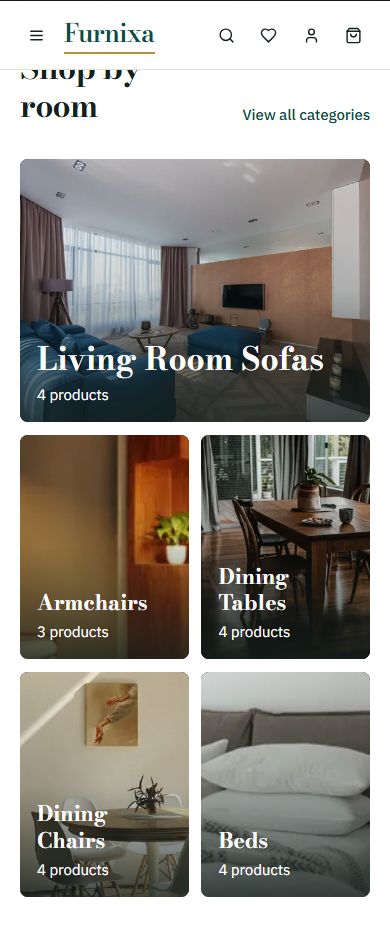 Furnixa
Shop by
room
View all categories
Living Room Sofas
4 products
Armchairs
3 products
Dining
Tables
4 products
Dining
Chairs
4 products
Beds
4 products